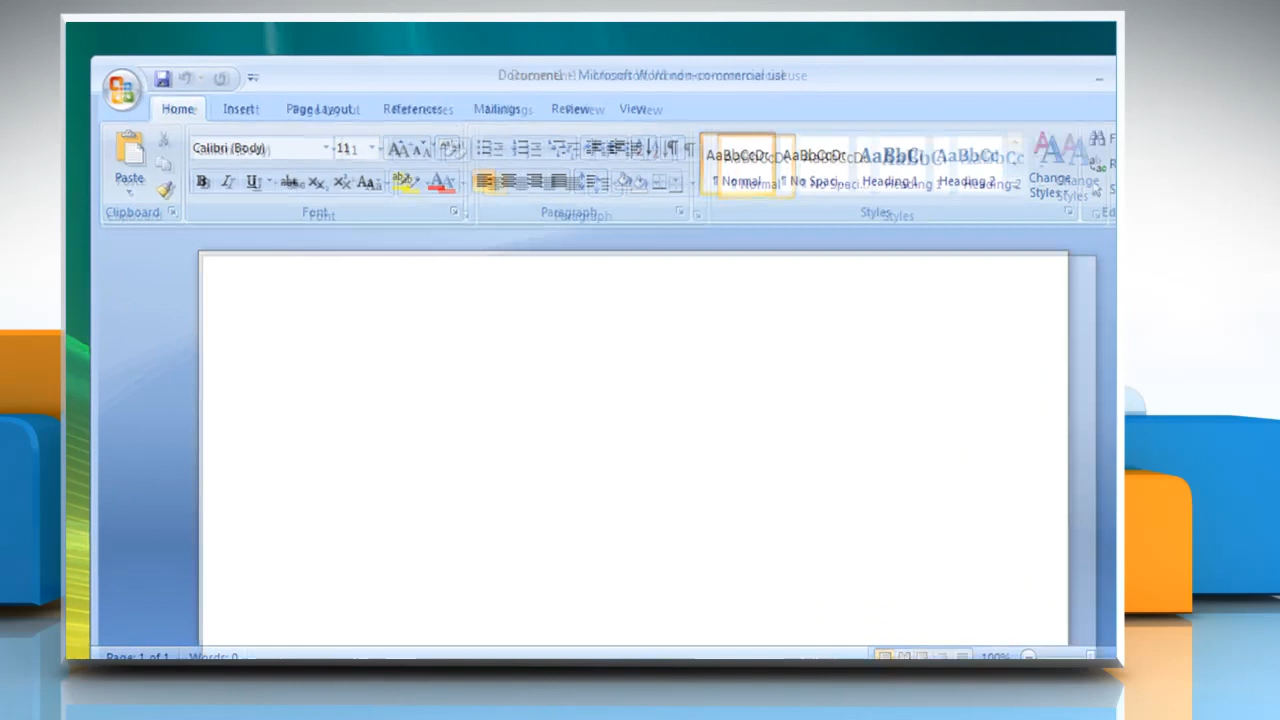 Document1 - Microsoft Word non-commercial use
Home Insert Page Layout References Mailings Review View
Calibri (Body) 11
AaBbCcDc AaBbCcDc AaBbC AaBbCc
Paste
¶ Normal ¶ No Spac... Heading 1 Heading 2
Change
Styles
Clipboard Font Paragraph Styles
Page: 1 of 1 Words: 0 100%